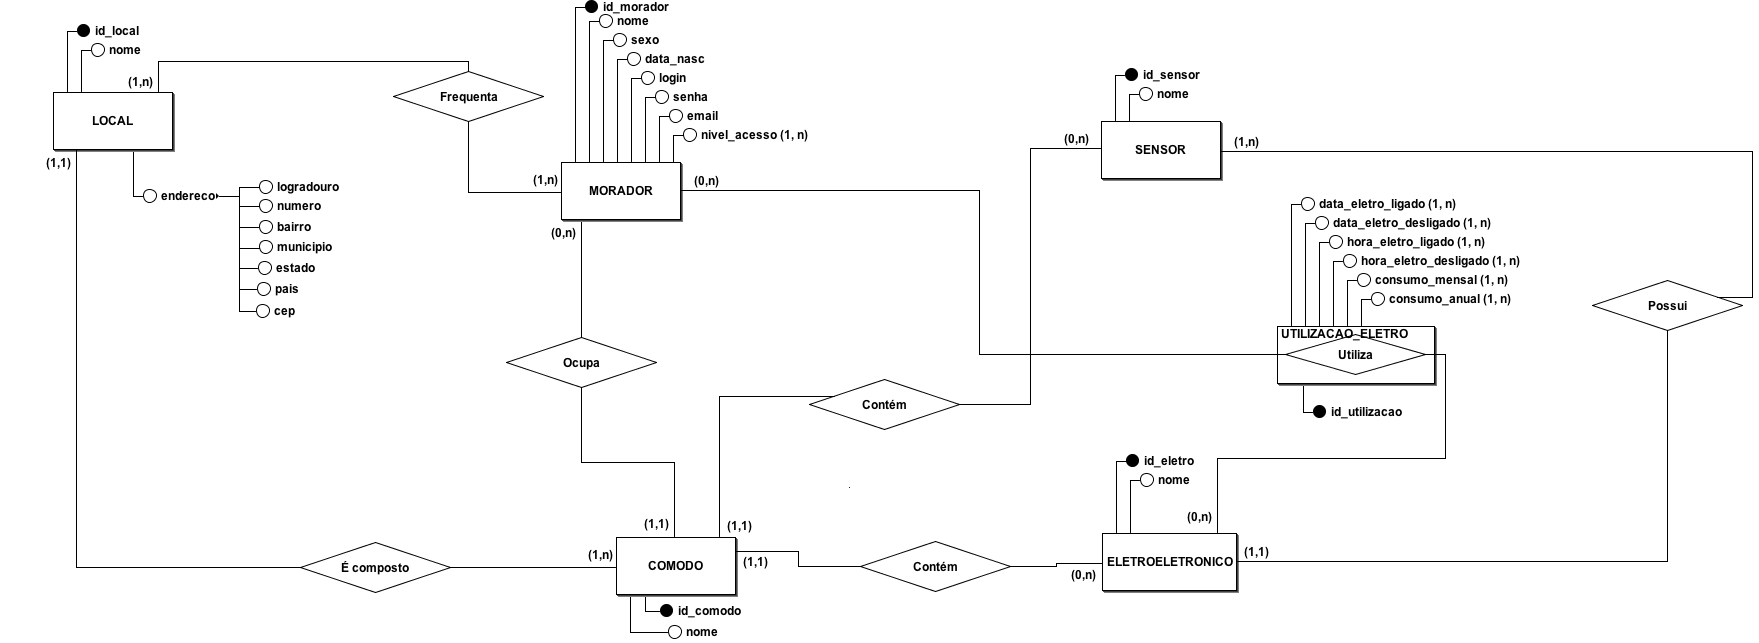 id_local
nome
(1,n)
LOCAL
(1,1)
endereco
logradouro
numero
bairro
municipio
estado
pais
cep
Frequenta
id_morador
nome
sexo
data_nasc
login
senha
email
nivel_acesso (1, n)
(1,n)
MORADOR
(0,n)
(0,n)
Ocupa
id_sensor
nome
(0,n)
SENSOR
(1,n)
data_eletro_ligado (1, n)
data_eletro_desligado (1, n)
hora_eletro_ligado (1, n)
hora_eletro_desligado (1, n)
consumo_mensal (1, n)
consumo_anual (1, n)
UTILIZACAO_ELETRO
Utiliza
id_utilizacao
Possui
Contém
id_eletro
nome
(0,n)
ELETROELETRONICO
(1,1)
(0,n)
Contém
(1,1)
(1,1)
(1,n)
COMODO
(1,1)
id_comodo
nome
É composto